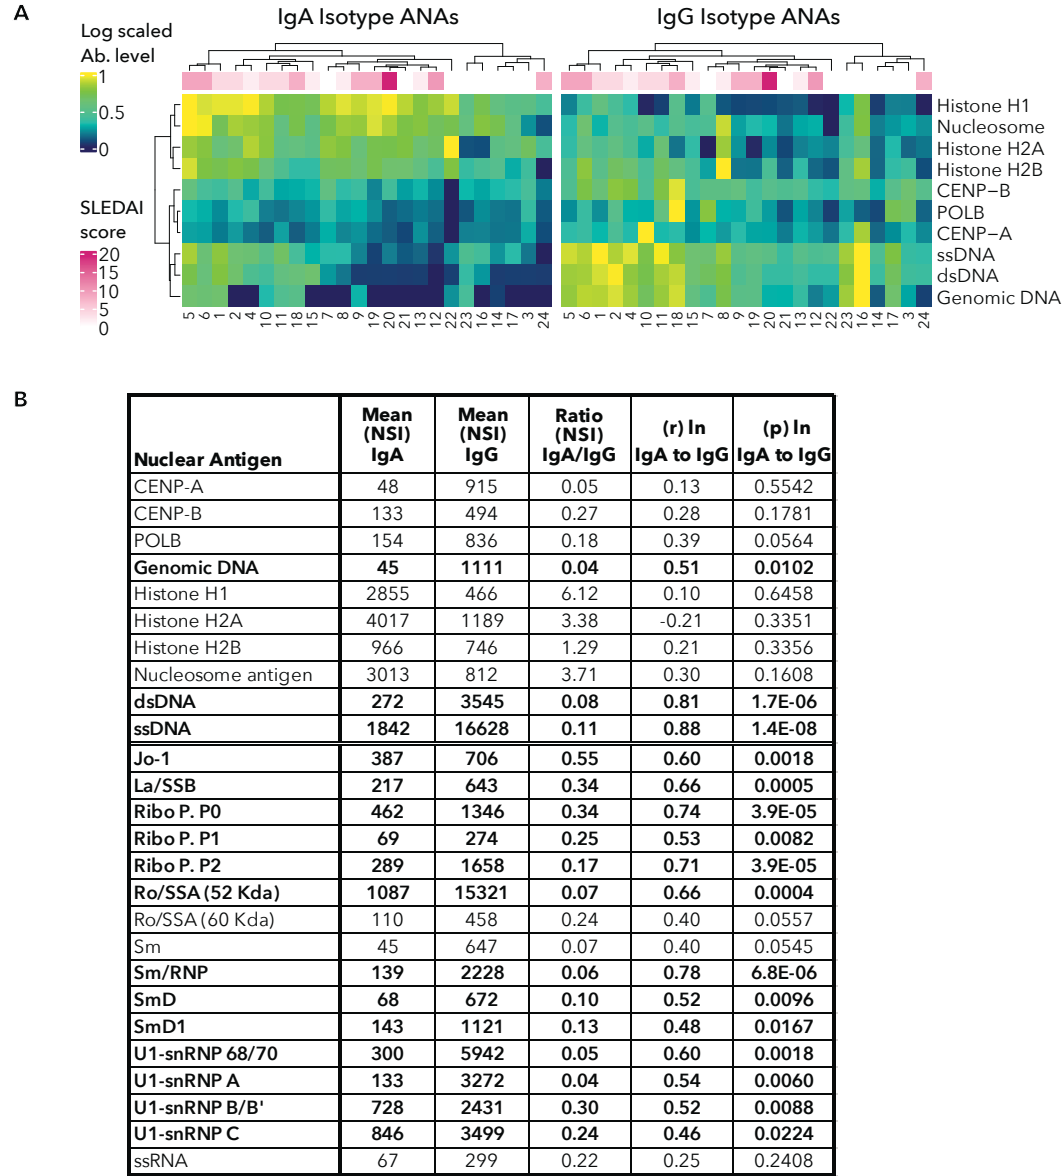 A
IgA Isotype ANAs
IgG Isotype ANAs
Log scaled
Ab. level
1
0.5
0
SLEDAI
score
20
15
10
5
0
Histone H1
Nucleosome
Histone H2A
Histone H2B
CENP−B
POLB
CENP−A
ssDNA
dsDNA
Genomic DNA
5 6 1 2 4 10 11 18 15 7 8 9 19 20 21 13 12 22 23 16 14 17 3 24
5 6 1 2 4 10 11 18 15 7 8 9 19 20 21 13 12 22 23 16 14 17 3 24
B
Nuclear Antigen Mean (NSI) IgA Mean (NSI) IgG Ratio (NSI) IgA/IgG (r) ln IgA to IgG (p) ln IgA to IgG
CENP-A 48 915 0.05 0.13 0.5542
CENP-B 133 494 0.27 0.28 0.1781
POLB 154 836 0.18 0.39 0.0564
Genomic DNA 45 1111 0.04 0.51 0.0102
Histone H1 2855 466 6.12 0.10 0.6458
Histone H2A 4017 1189 3.38 -0.21 0.3351
Histone H2B 966 746 1.29 0.21 0.3356
Nucleosome antigen 3013 812 3.71 0.30 0.1608
dsDNA 272 3545 0.08 0.81 1.7E-06
ssDNA 1842 16628 0.11 0.88 1.4E-08
Jo-1 387 706 0.55 0.60 0.0018
La/SSB 217 643 0.34 0.66 0.0005
Ribo P. P0 462 1346 0.34 0.74 3.9E-05
Ribo P. P1 69 274 0.25 0.53 0.0082
Ribo P. P2 289 1658 0.17 0.71 3.9E-05
Ro/SSA (52 Kda) 1087 15321 0.07 0.66 0.0004
Ro/SSA (60 Kda) 110 458 0.24 0.40 0.0557
Sm 45 647 0.07 0.40 0.0545
Sm/RNP 139 2228 0.06 0.78 6.8E-06
SmD 68 672 0.10 0.52 0.0096
SmD1 143 1121 0.13 0.48 0.0167
U1-snRNP 68/70 300 5942 0.05 0.60 0.0018
U1-snRNP A 133 3272 0.04 0.54 0.0060
U1-snRNP B/B' 728 2431 0.30 0.52 0.0088
U1-snRNP C 846 3499 0.24 0.46 0.0224
ssRNA 67 299 0.22 0.25 0.2408